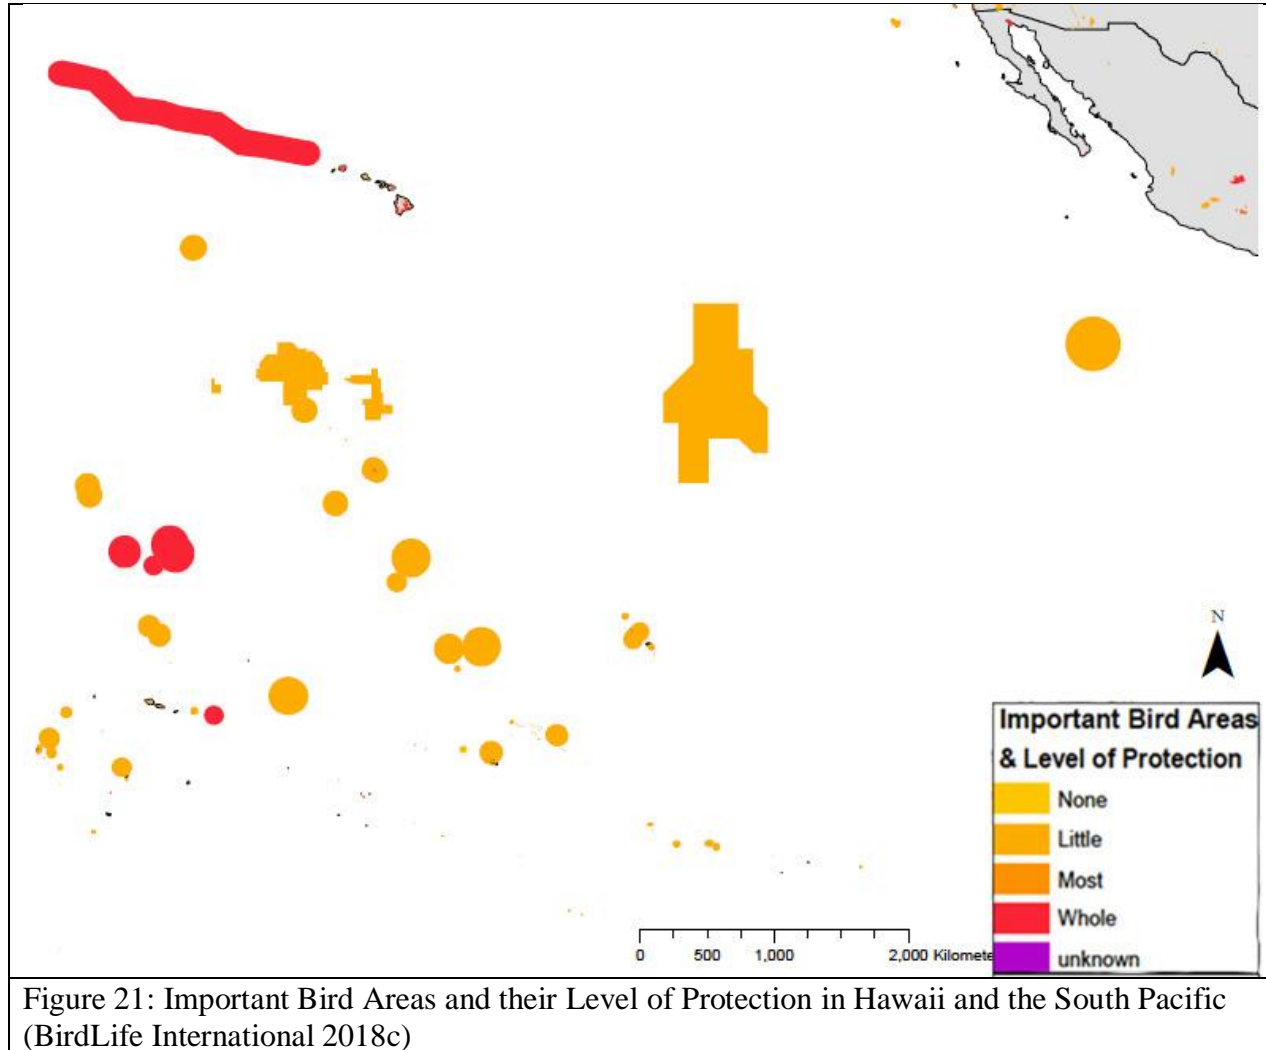 N
Important Bird Areas
& Level of Protection
None
Little
Most
Whole
unknown
0 500 1,000 2,000 Kilomete
Figure 21: Important Bird Areas and their Level of Protection in Hawaii and the South Pacific
(BirdLife International 2018c)